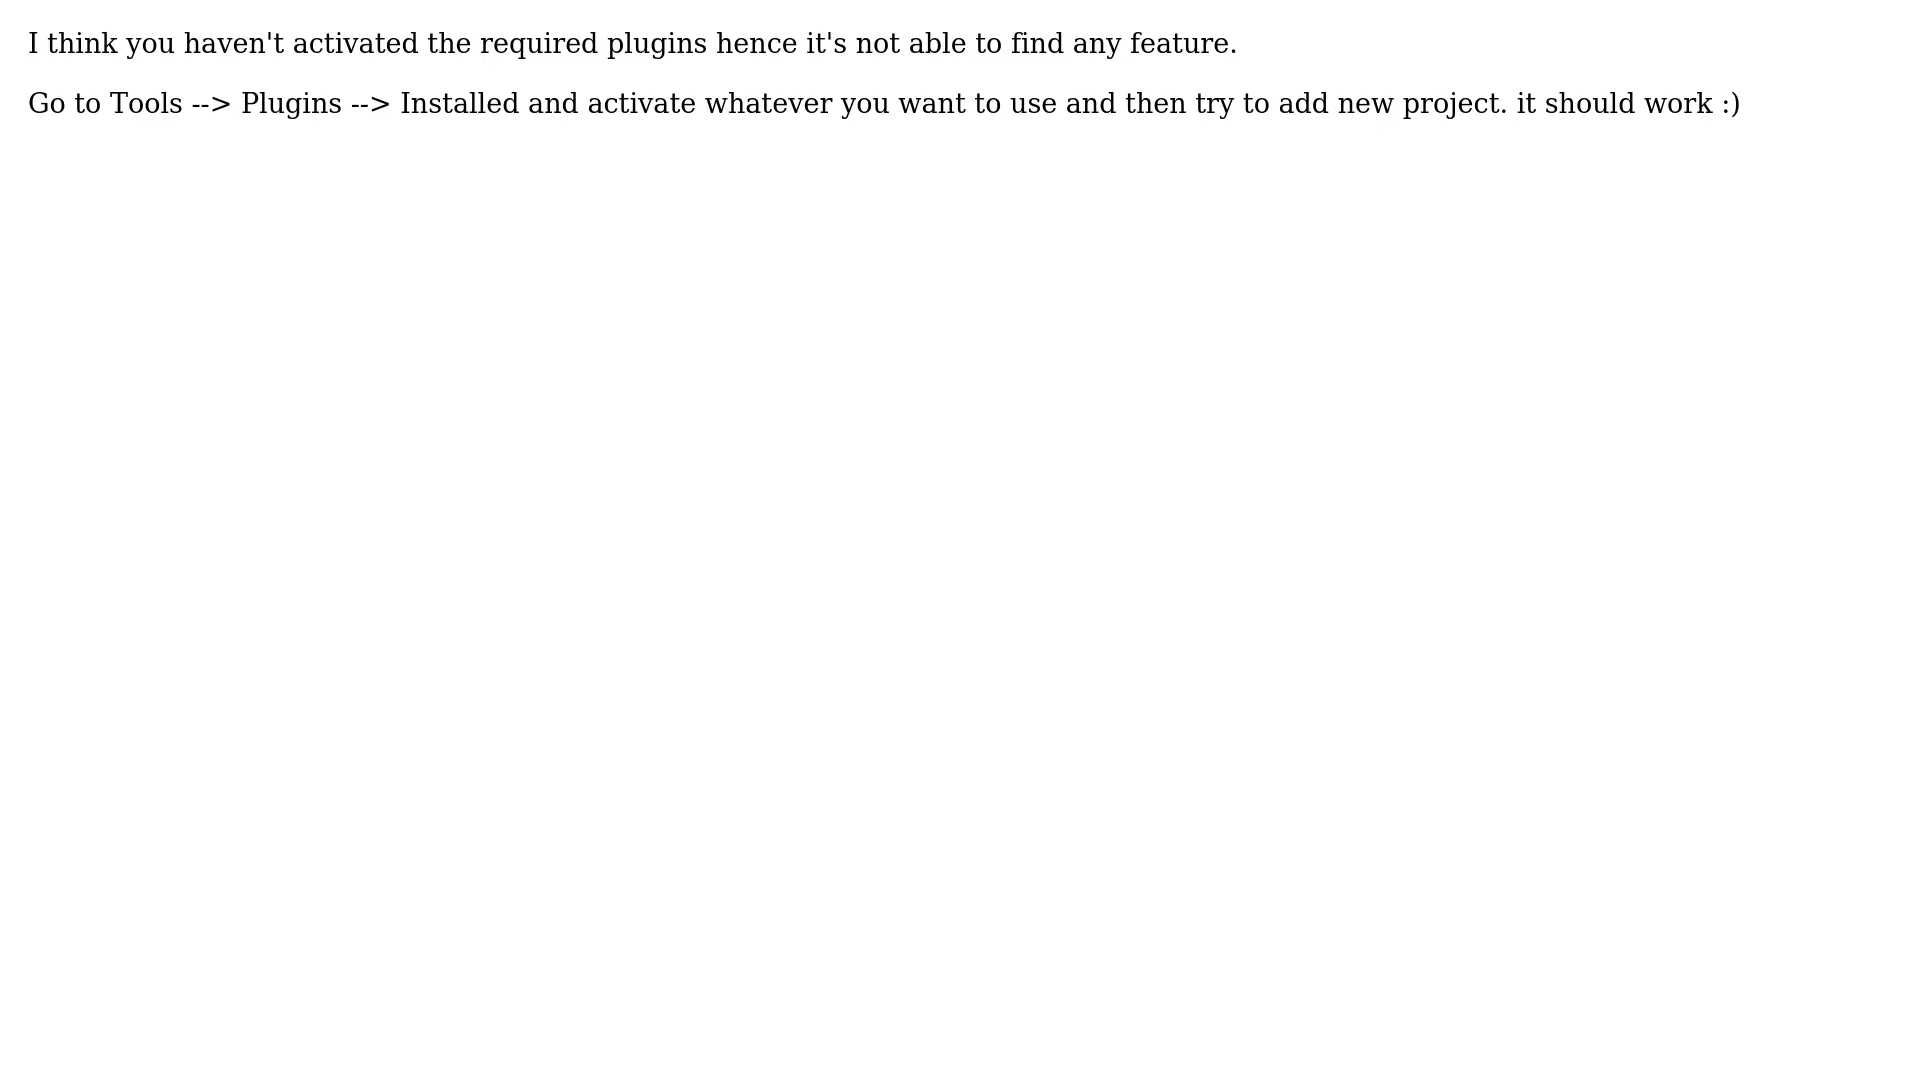 I think you haven't activated the required plugins hence it's not able to find any feature.
Go to Tools --> Plugins --> Installed and activate whatever you want to use and then try to add new project. it should work :)